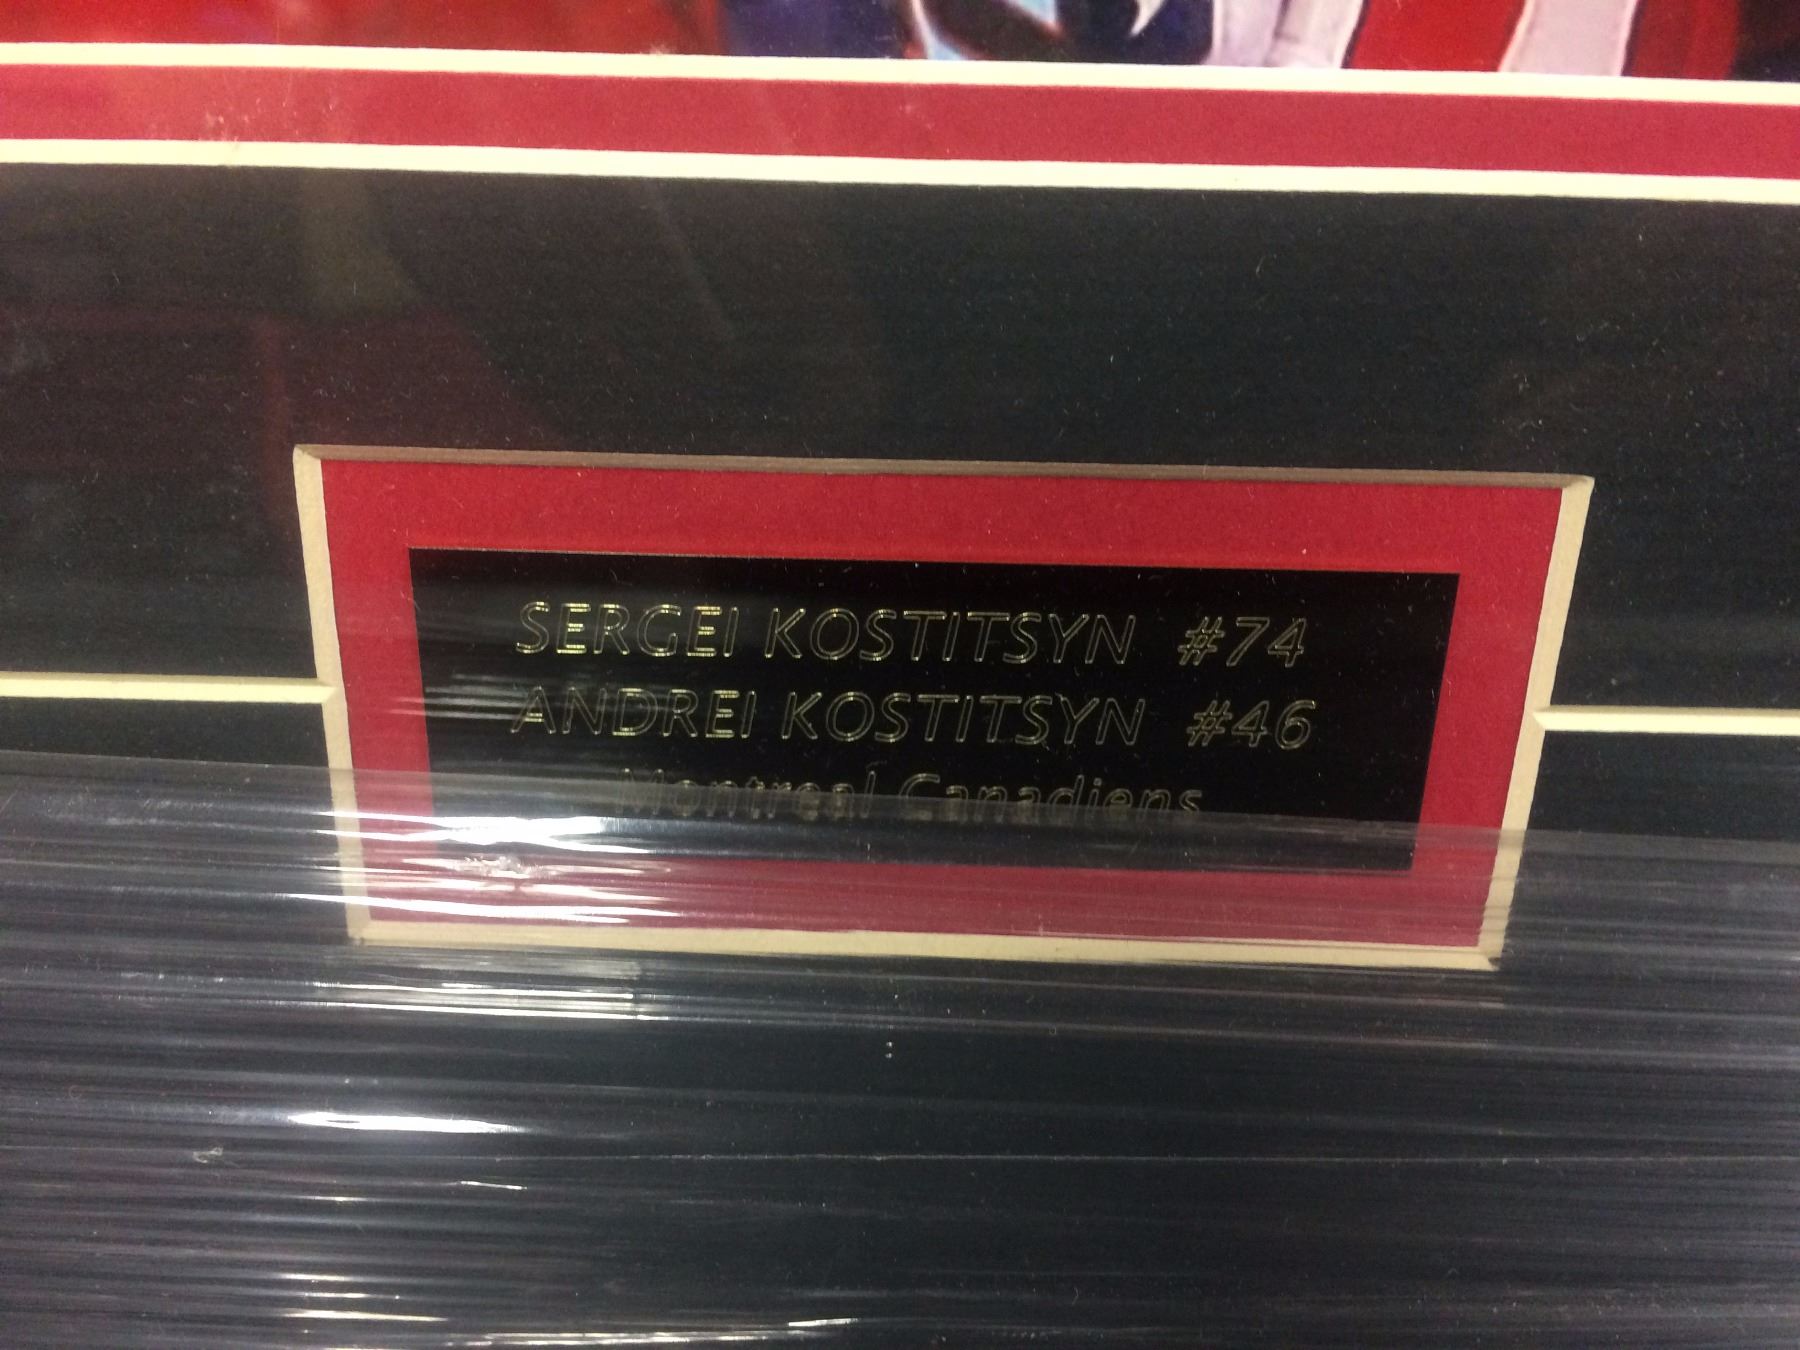 SERGEI KOSTITSYN #74
ANDREI KOSTITSYN #46
Montreal Canadiens